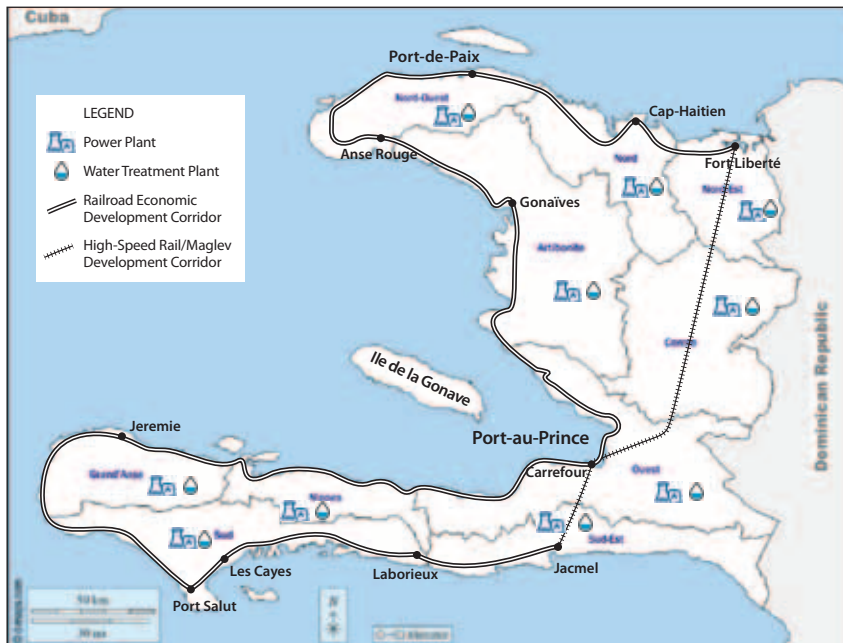 Cuba
Port-de-Paix
Nord-Ouest
LEGEND
Power Plant
Water Treatment Plant
Railroad Economic
Development Corridor
High-Speed Rail/Maglev
Development Corridor
Cap-Haitien
Anse Rouge
Nord
Fort Liberté
Nord-Est
Gonaïves
Artibonite
Centre
Ile de la Gonave
Dominican Republic
Port-au-Prince
Jeremie
Carrefour
Ouest
Grand'Anse
Nippes
Sud
Sud-Est
Les Cayes
Laborieux
Jacmel
Port Salut
50 km
30 mi
N